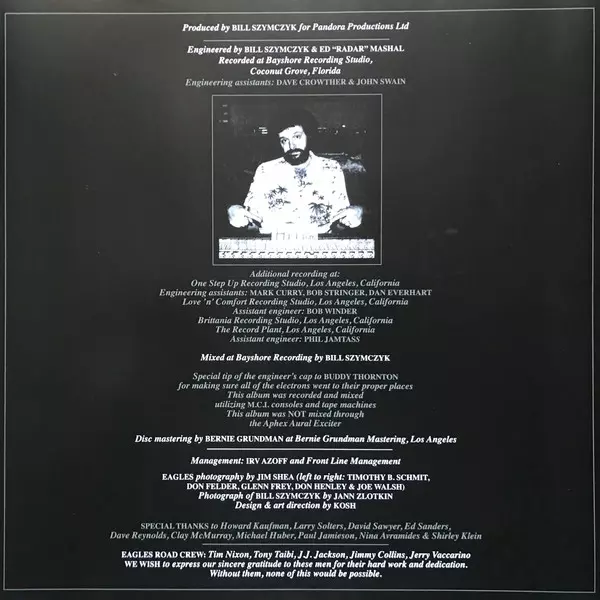 Produced by BILL SZYMCZYK for Pandora Productions Ltd
Engineered by BILL SZYMCZYK & ED "RADAR" MASHAL
Recorded at Bayshore Recording Studio,
Coconut Grove, Florida
Engineering assistants: DAVE CROWTHER & JOHN SWAIN
Additional recording at:
One Step Up Recording Studio, Los Angeles, California
Engineering assistants: MARK CURRY, BOB STRINGER, DAN EVERHART
Love 'n' Comfort Recording Studio, Los Angeles, California
Assistant engineer: BOB WINDER
Brittania Recording Studio, Los Angeles, California
The Record Plant, Los Angeles, California
Assistant engineer: PHIL JAMTASS
Mixed at Bayshore Recording by BILL SZYMCZYK
Special tip of the engineer's cap to BUDDY THORNTON
for making sure all of the electrons went to their proper places
This album was recorded and mixed
utilizing M.C.I. consoles and tape machines
This album was NOT mixed through
the Aphex Aural Exciter
Disc mastering by BERNIE GRUNDMAN at Bernie Grundman Mastering, Los Angeles
Management: IRV AZOFF and Front Line Management
EAGLES photography by JIM SHEA (left to right: TIMOTHY B. SCHMIT,
DON FELDER, GLENN FREY, DON HENLEY & JOE WALSH)
Photograph of BILL SZYMCZYK by JANN ZLOTKIN
Design & art direction by KOSH
SPECIAL THANKS to Howard Kaufman, Larry Solters, David Sawyer, Ed Sanders,
Dave Reynolds, Clay McMurray, Michael Huber, Paul Jamieson, Nina Avramides & Shirley Klein
EAGLES ROAD CREW: Tim Nixon, Tony Taibi, J.J. Jackson, Jimmy Collins, Jerry Vaccarino
WE WISH to express our sincere gratitude to these men for their hard work and dedication.
Without them, none of this would be possible.